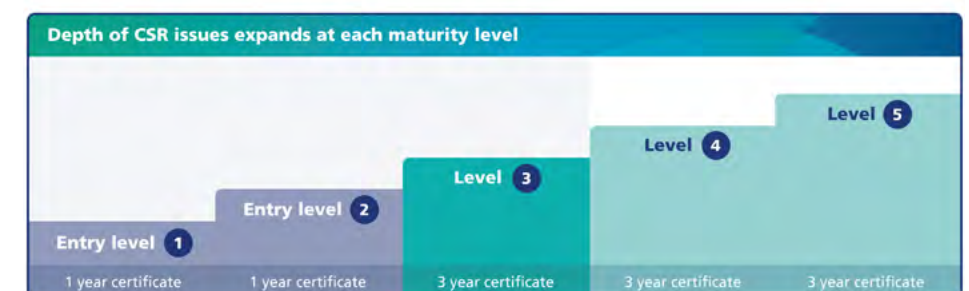 Depth of CSR issues expands at each maturity level
Level 5
Level 4
Level 3
Entry level 2
Entry level 1
1 year certificate 1 year certificate 3 year certificate 3 year certificate 3 year certificate